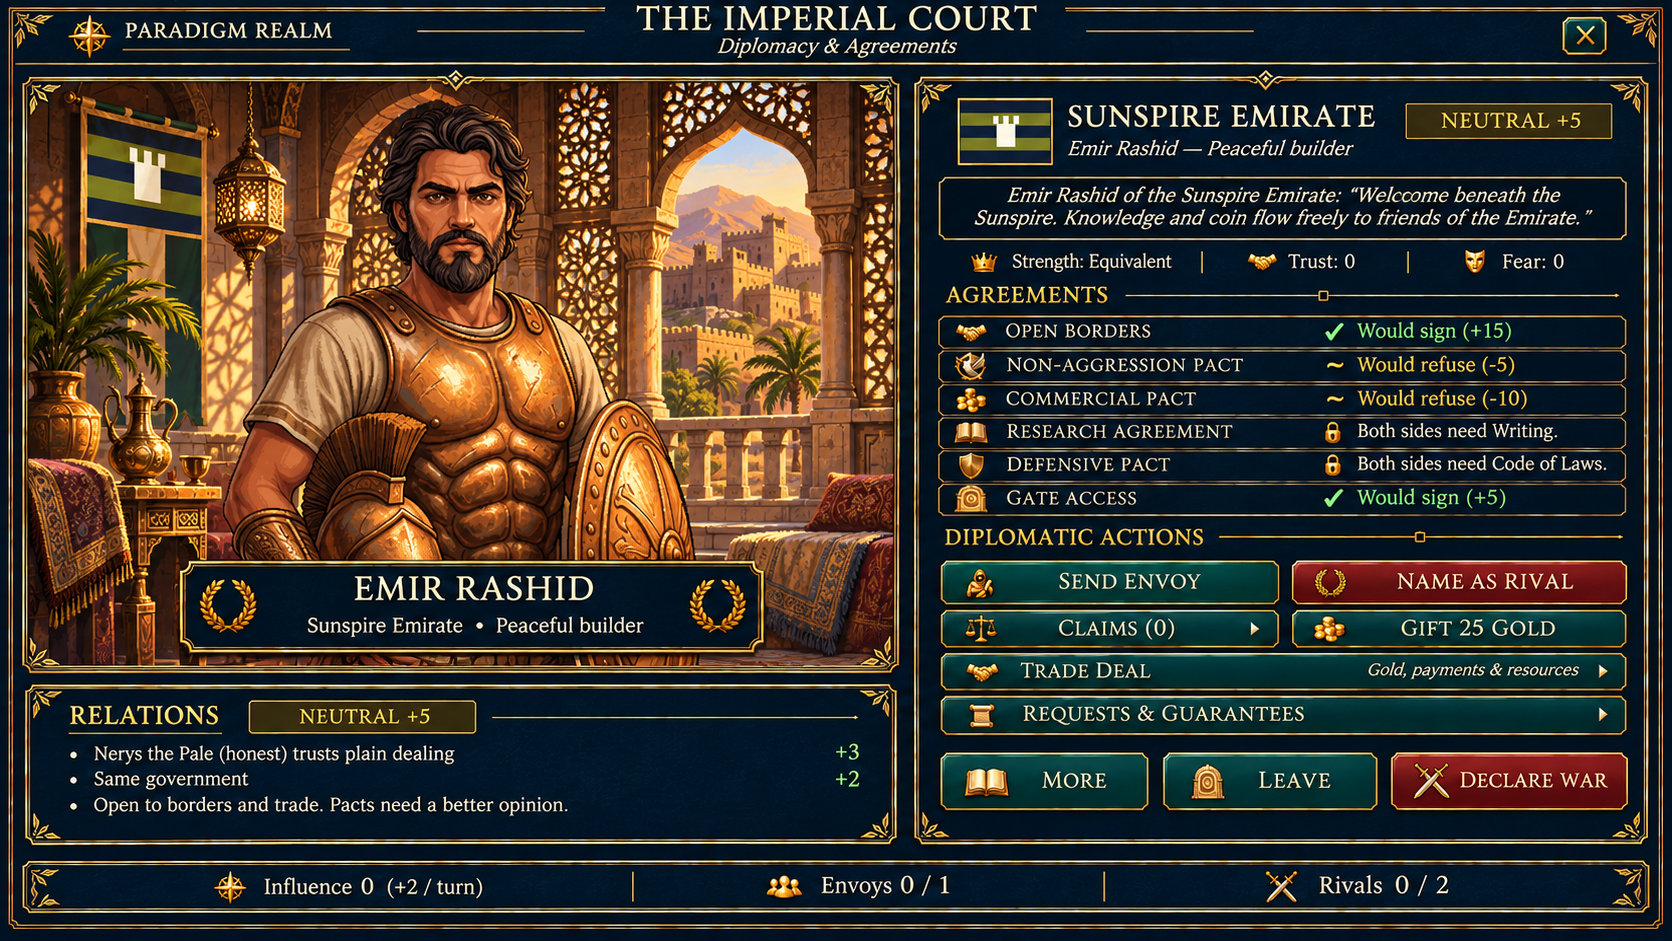 PARADIGM REALM
THE IMPERIAL COURT
Diplomacy & Agreements
EMIR RASHID
Sunspire Emirate • Peaceful builder
RELATIONS
NEUTRAL +5
• Nerys the Pale (honest) trusts plain dealing +3
• Same government +2
• Open to borders and trade. Pacts need a better opinion.
SUNSPIRE EMIRATE
Emir Rashid — Peaceful builder
NEUTRAL +5
Emir Rashid of the Sunspire Emirate: “Welccome beneath the
Sunspire. Knowledge and coin flow freely to friends of the Emirate.”
Strength: Equivalent
Trust: 0
Fear: 0
AGREEMENTS
OPEN BORDERS ✓ Would sign (+15)
NON-AGGRESSION PACT ~ Would refuse (-5)
COMMERCIAL PACT ~ Would refuse (-10)
RESEARCH AGREEMENT Both sides need Writing.
DEFENSIVE PACT Both sides need Code of Laws.
GATE ACCESS ✓ Would sign (+5)
DIPLOMATIC ACTIONS
SEND ENVOY
NAME AS RIVAL
CLAIMS (0)
GIFT 25 GOLD
TRADE DEAL Gold, payments & resources
REQUESTS & GUARANTEES
MORE
LEAVE
DECLARE WAR
Influence 0 (+2 / turn)
Envoys 0 / 1
Rivals 0 / 2